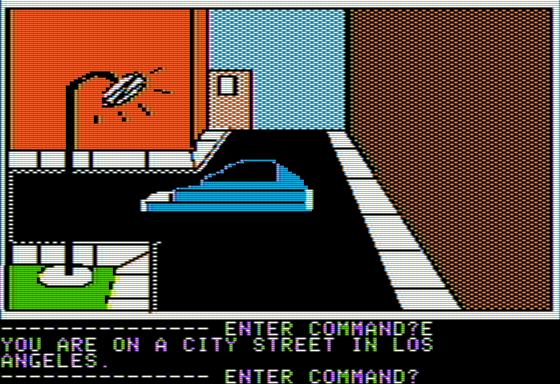 ---------------- ENTER COMMAND?E
YOU ARE ON A CITY STREET IN LOS
ANGELES.
---------------- ENTER COMMAND?